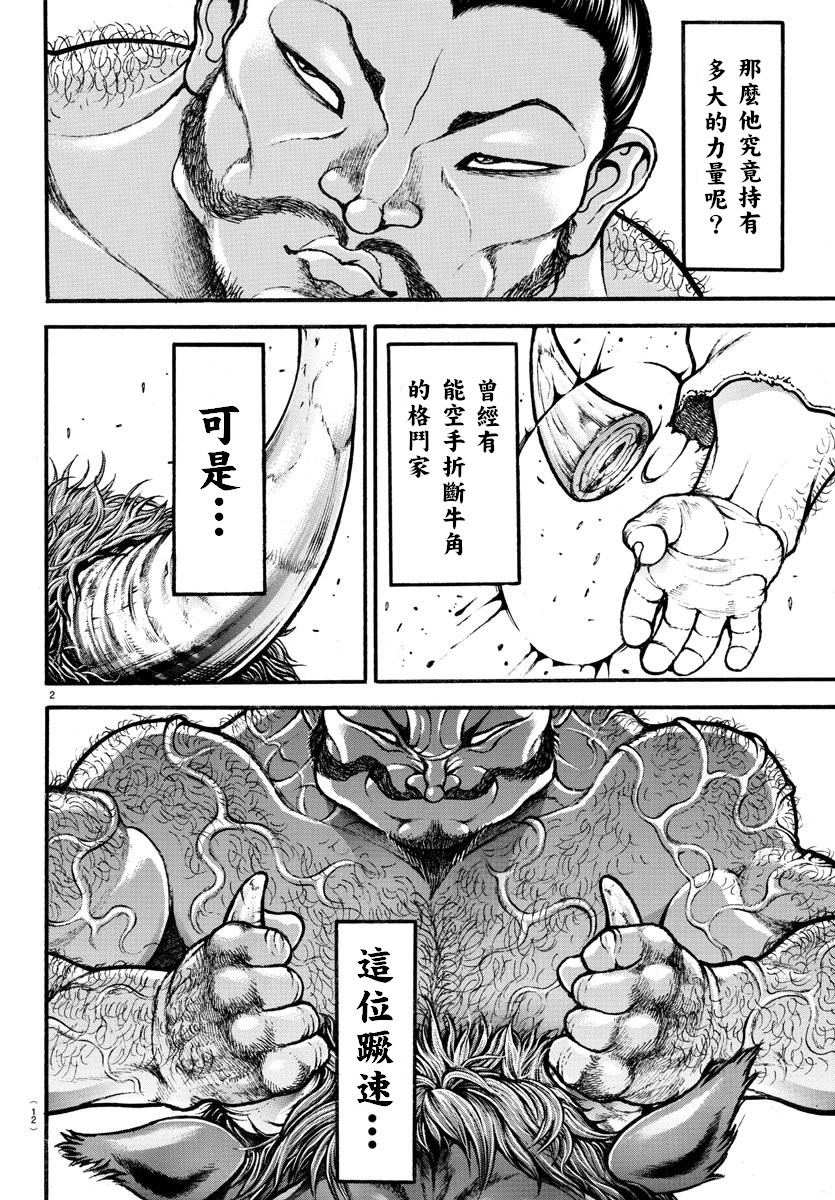 那麼他究竟持有
多大的力量呢？
曾經有
能空手折斷牛角
的格鬥家
可是…
2
這位蹶速…
（12）